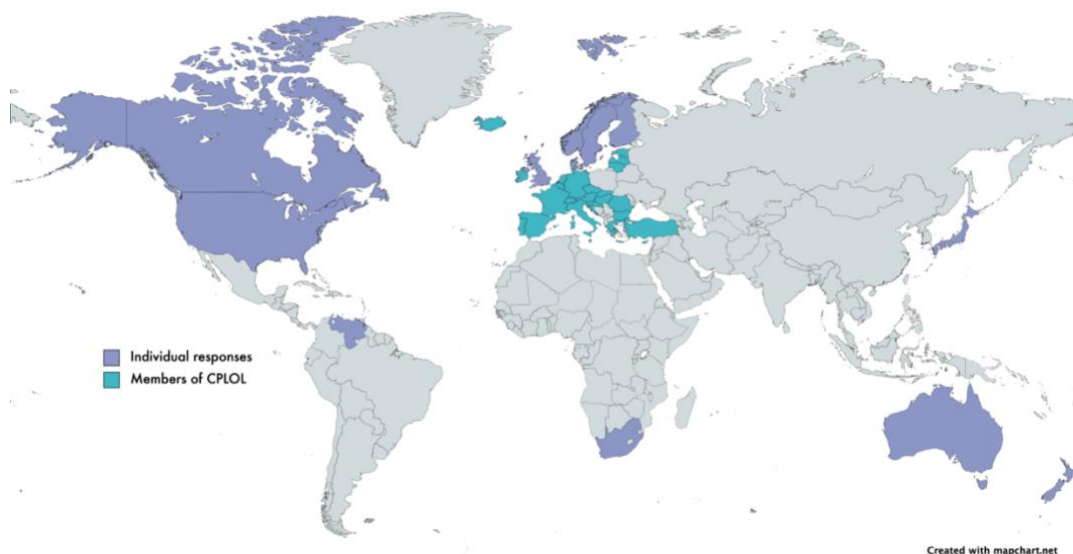 Individual responses
Members of CPLOL
Created with mapchart.net